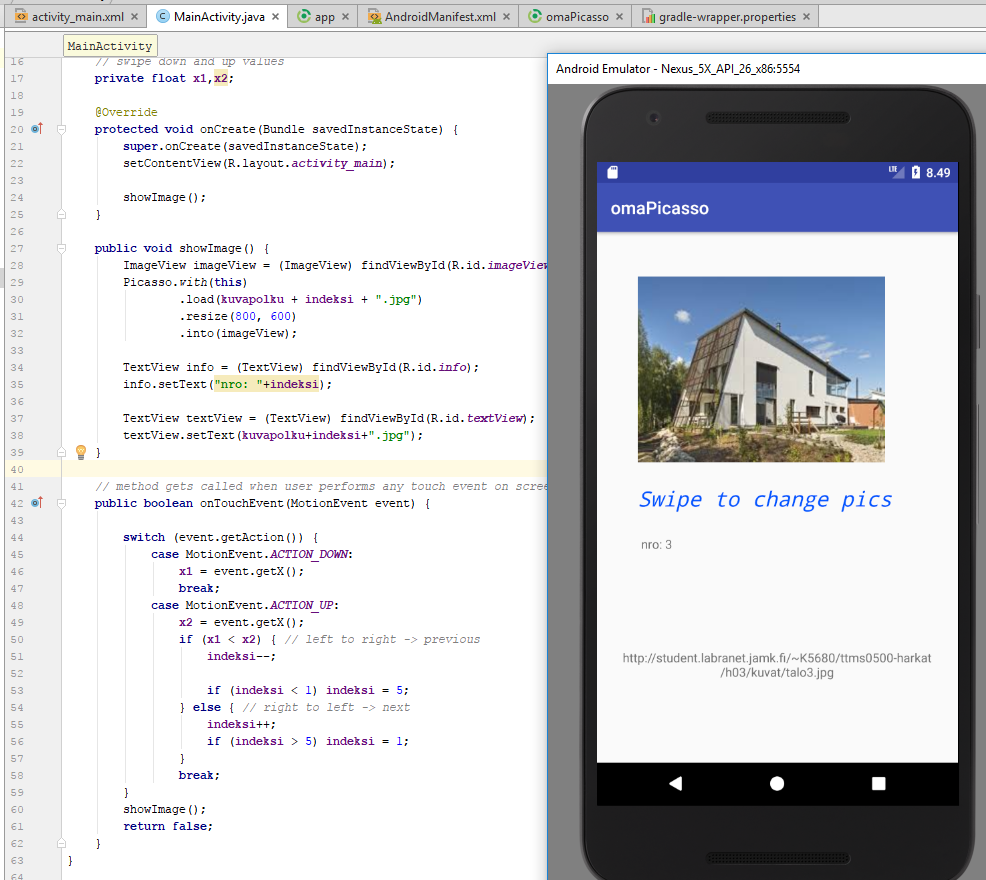 activity_main.xml MainActivity.java app AndroidManifest.xml omaPicasso gradle-wrapper.properties
MainActivity
16 // swipe down and up values
17 private float x1,x2;
18
19 @Override
20 protected void onCreate(Bundle savedInstanceState) {
21 super.onCreate(savedInstanceState);
22 setContentView(R.layout.activity_main);
23
24 showImage();
25 }
26
27 public void showImage() {
28 ImageView imageView = (ImageView) findViewById(R.id.imageView
29 Picasso.with(this)
30 .load(kuvapolku + indeksi + ".jpg")
31 .resize(800, 600)
32 .into(imageView);
33
34 TextView info = (TextView) findViewById(R.id.info);
35 info.setText("nro: "+indeksi);
36
37 TextView textView = (TextView) findViewById(R.id.textView);
38 textView.setText(kuvapolku+indeksi+".jpg");
39 }
40
41 // method gets called when user performs any touch event on scree
42 public boolean onTouchEvent(MotionEvent event) {
43
44 switch (event.getAction()) {
45 case MotionEvent.ACTION_DOWN:
46 x1 = event.getX();
47 break;
48 case MotionEvent.ACTION_UP:
49 x2 = event.getX();
50 if (x1 < x2) { // left to right -> previous
51 indeksi--;
52
53 if (indeksi < 1) indeksi = 5;
54 } else { // right to left -> next
55 indeksi++;
56 if (indeksi > 5) indeksi = 1;
57 }
58 break;
59 }
60 showImage();
61 return false;
62 }
63 }
64
Android Emulator - Nexus_5X_API_26_x86:5554
LTE 8.49
omaPicasso
Swipe to change pics
nro: 3
http://student.labranet.jamk.fi/~K5680/ttms0500-harkat
/h03/kuvat/talo3.jpg